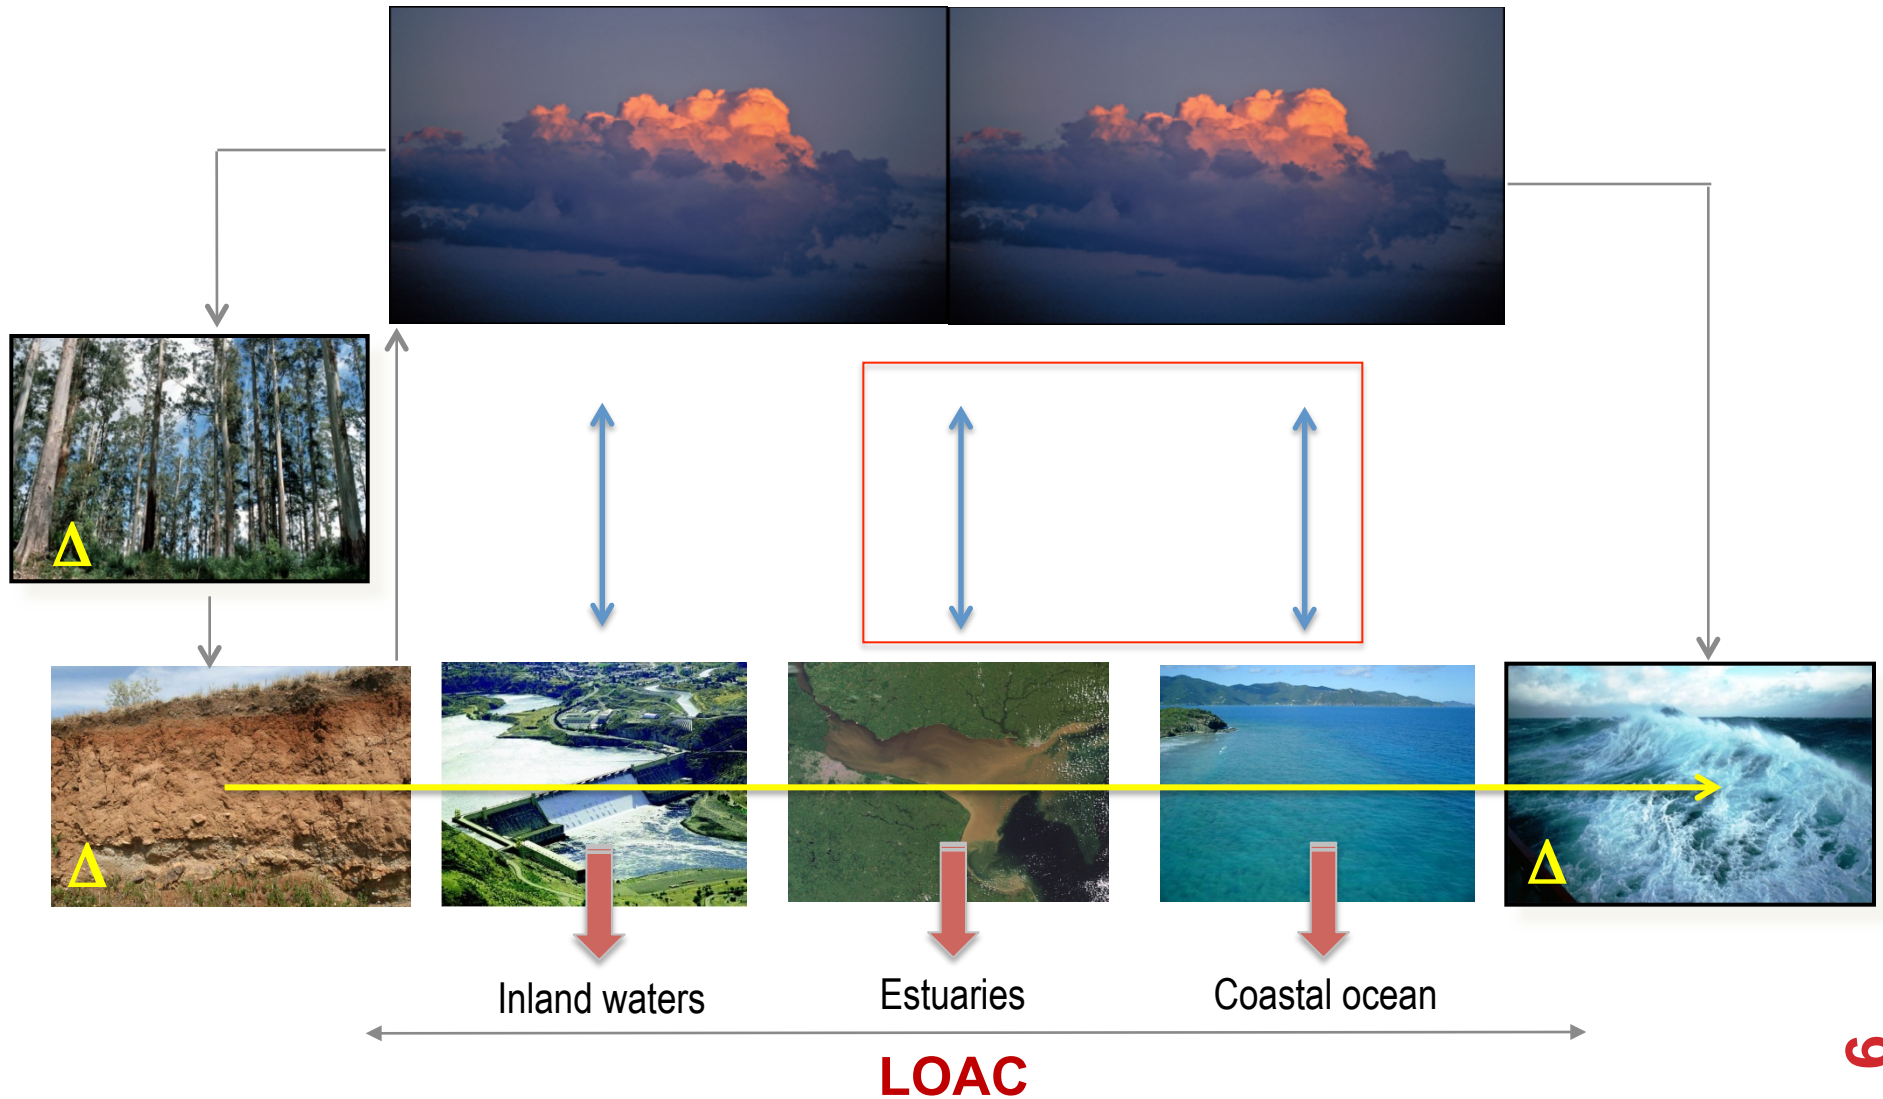 Δ
Δ
Δ
Inland waters
Estuaries
Coastal ocean
LOAC